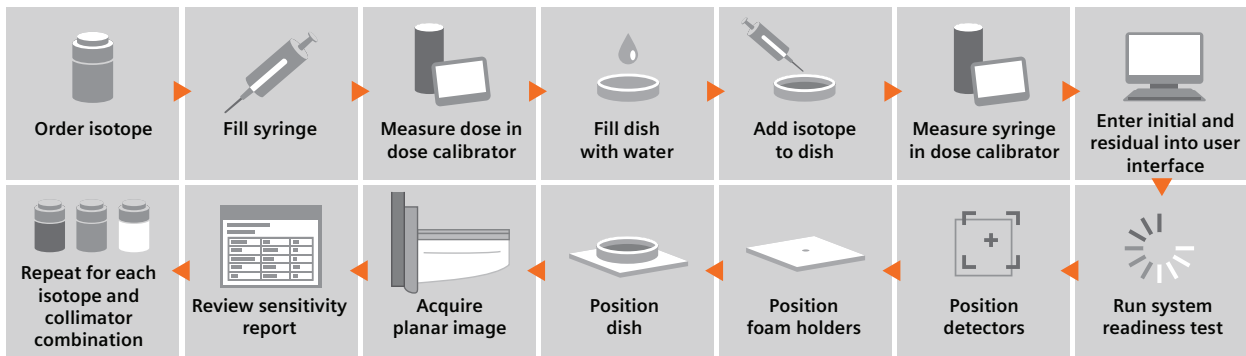 Order isotope
Fill syringe
Measure dose in
dose calibrator
Fill dish
with water
Add isotope
to dish
Measure syringe
in dose calibrator
Enter initial and
residual into user
interface
Run system
readiness test
Position
detectors
Position
foam holders
Position
dish
Acquire
planar image
Review sensitivity
report
Repeat for each
isotope and
collimator
combination